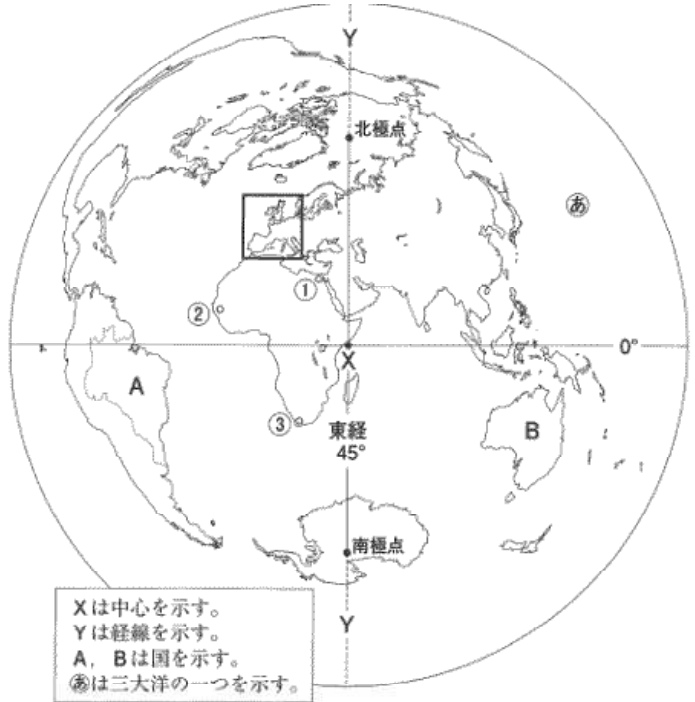 Y
北極点
あ
①
②
0°
X
A
③
東経
45°
B
南極点
Y
Xは中心を示す。
Yは経線を示す。
A，Bは国を示す。
あは三大洋の一つを示す。